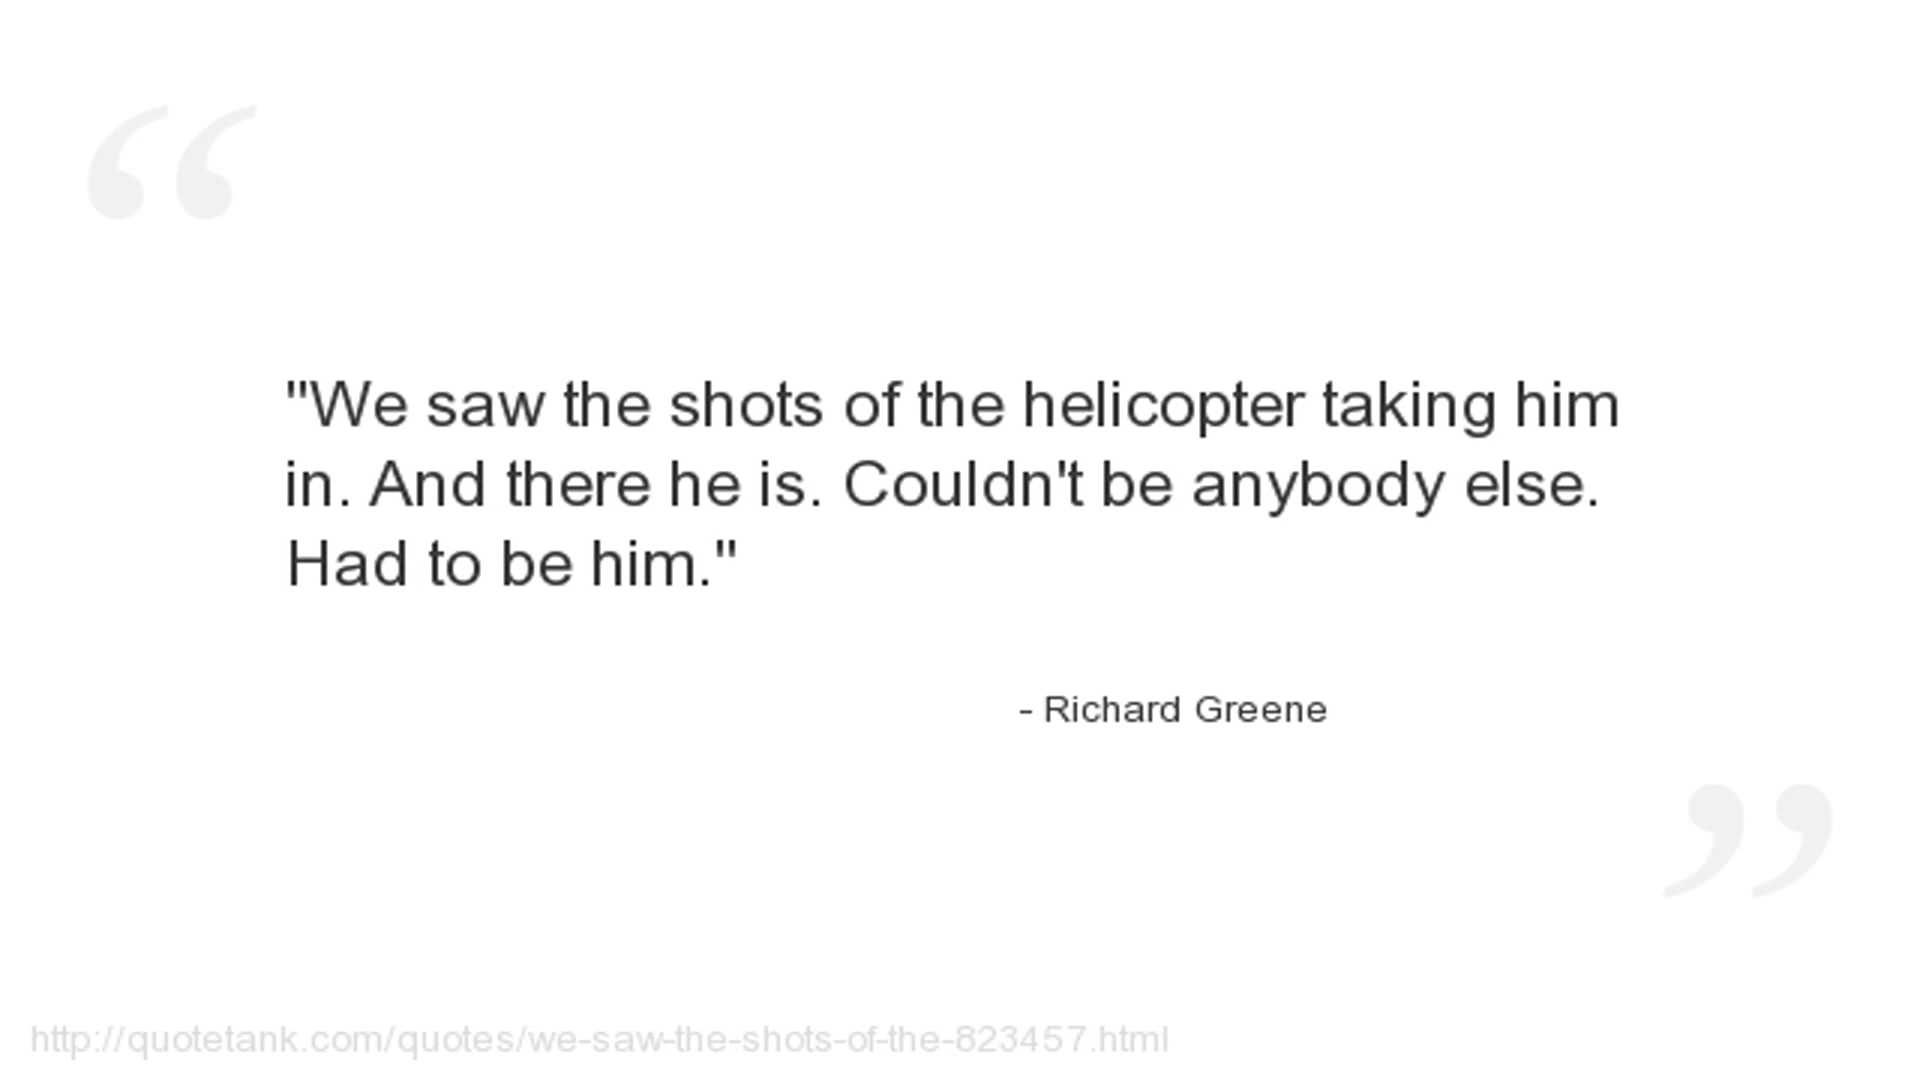 "We saw the shots of the helicopter taking him
in. And there he is. Couldn't be anybody else.
Had to be him."
- Richard Greene
http://quotetank.com/quotes/we-saw-the-shots-of-the-823457.html